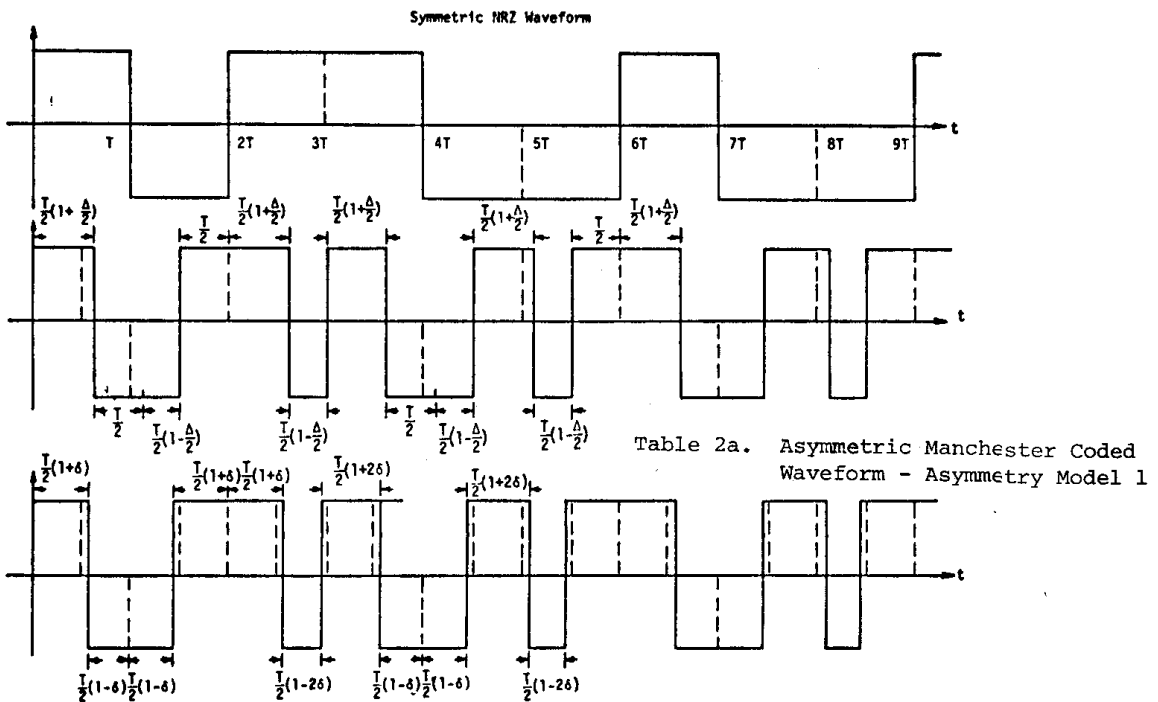 Symmetric NRZ Waveform
T 2T 3T 4T 5T 6T 7T 8T 9T
t
T/2(1+ Δ/2) T/2 T/2(1+Δ/2) T/2(1+Δ/2) T/2(1+Δ/2) T/2 T/2(1+Δ/2)
t
T/2 T/2(1-Δ/2) T/2(1-Δ/2) T/2 T/2(1-Δ/2) T/2(1-Δ/2)
Table 2a. Asymmetric Manchester Coded
Waveform - Asymmetry Model 1
T/2(1+δ) T/2(1+δ) T/2(1+δ) T/2(1+2δ) T/2(1+2δ)
t
T/2(1-δ) T/2(1-δ) T/2(1-2δ) T/2(1-δ) T/2(1-δ) T/2(1-2δ)